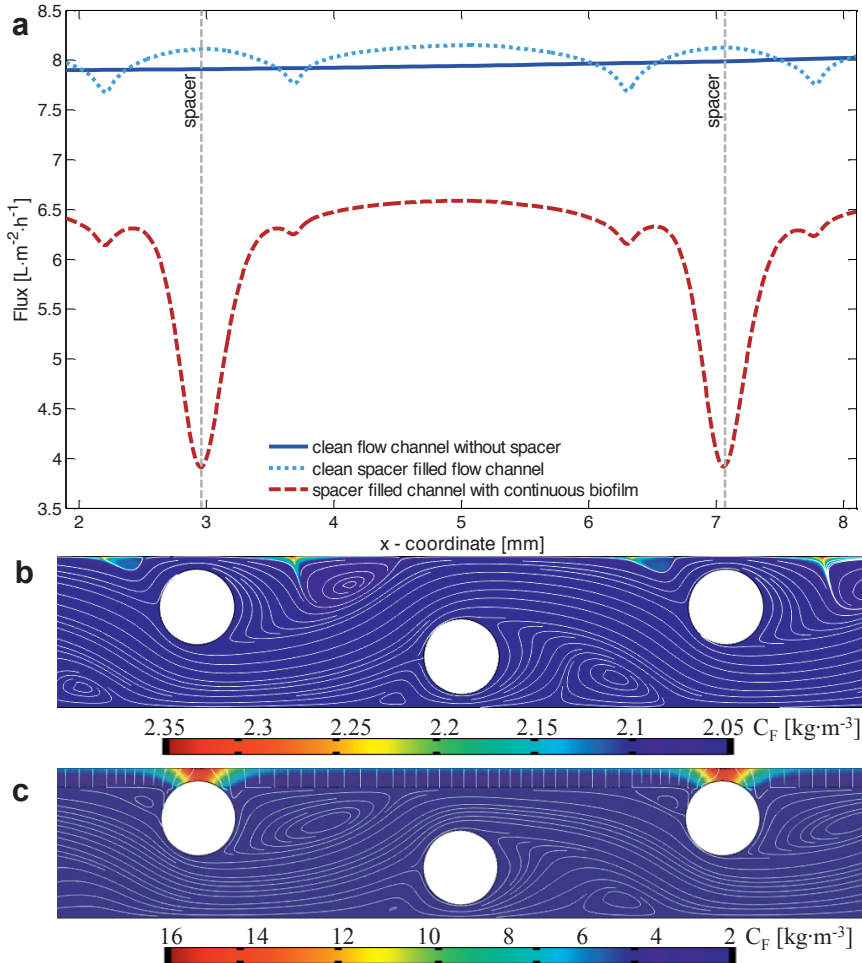 a
8.5
8
7.5
7
6.5
6
5.5
5
4.5
4
3.5
Flux [L·m⁻²·h⁻¹]
spacer
spacer
clean flow channel without spacer
clean spacer filled flow channel
spacer filled channel with continuous biofilm
2 3 4 5 6 7 8
x - coordinate [mm]
b
2.35 2.3 2.25 2.2 2.15 2.1 2.05 C_F [kg·m⁻³]
c
16 14 12 10 8 6 4 2 C_F [kg·m⁻³]